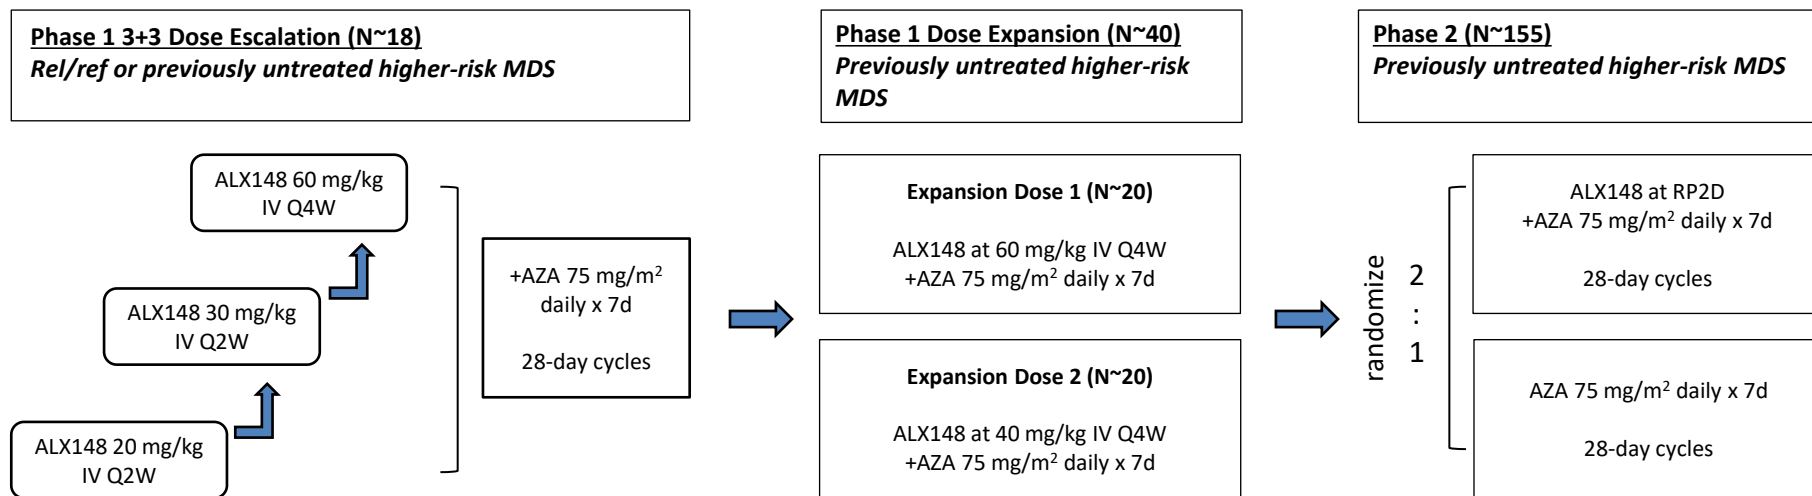 Phase 1 3+3 Dose Escalation (N~18)
Rel/ref or previously untreated higher-risk MDS
ALX148 60 mg/kg
IV Q4W
ALX148 30 mg/kg
IV Q2W
ALX148 20 mg/kg
IV Q2W
+AZA 75 mg/m²
daily x 7d
28-day cycles
Phase 1 Dose Expansion (N~40)
Previously untreated higher-risk
MDS
Expansion Dose 1 (N~20)
ALX148 at 60 mg/kg IV Q4W
+AZA 75 mg/m² daily x 7d
Expansion Dose 2 (N~20)
ALX148 at 40 mg/kg IV Q4W
+AZA 75 mg/m² daily x 7d
Phase 2 (N~155)
Previously untreated higher-risk MDS
randomize
2
:
1
ALX148 at RP2D
+AZA 75 mg/m² daily x 7d
28-day cycles
AZA 75 mg/m² daily x 7d
28-day cycles